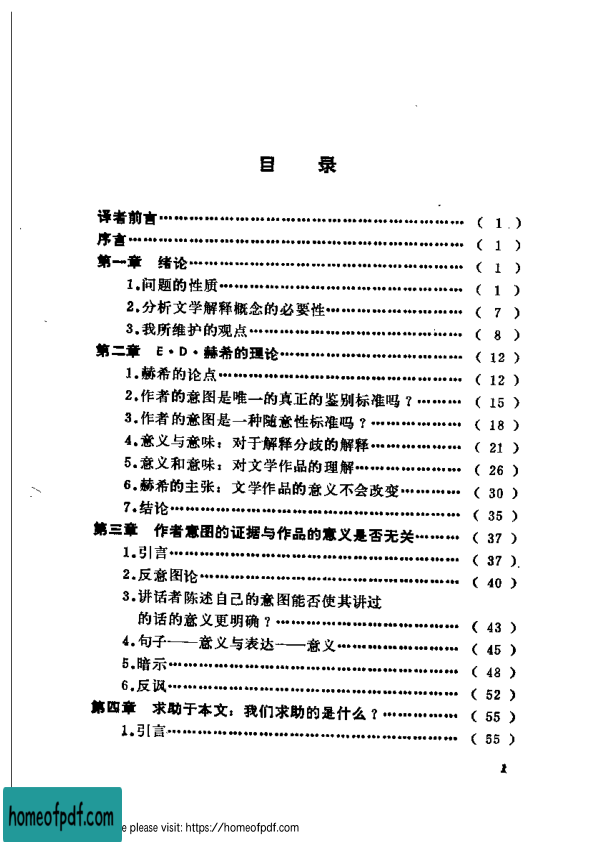 目　录
译者前言……………………………………………………( 1 )
序言…………………………………………………………( 1 )
第一章　绪论………………………………………………( 1 )
1.问题的性质………………………………………………( 1 )
2.分析文学解释概念的必要性……………………………( 7 )
3.我所维护的观点…………………………………………( 8 )
第二章　E·D·赫希的理论………………………………( 12 )
1.赫希的论点………………………………………………( 12 )
2.作者的意图是唯一的真正的鉴别标准吗？…………( 15 )
3.作者的意图是一种随意性标准吗？…………………( 18 )
4.意义与意味：对于解释分歧的解释…………………( 21 )
5.意义和意味：对文学作品的理解……………………( 26 )
6.赫希的主张：文学作品的意义不会改变……………( 30 )
7.结论………………………………………………………( 35 )
第三章　作者意图的证据与作品的意义是否无关………( 37 )
1.引言………………………………………………………( 37 )
2.反意图论…………………………………………………( 40 )
3.讲话者陈述自己的意图能否使其讲过
的话的意义更明确？………………………………………( 43 )
4.句子——意义与表达——意义…………………………( 45 )
5.暗示………………………………………………………( 48 )
6.反讽………………………………………………………( 52 )
第四章　求助于本文：我们求助的是什么？……………( 55 )
1.引言………………………………………………………( 55 )
1
homeofpdf.com
e please visit: https://homeofpdf.com